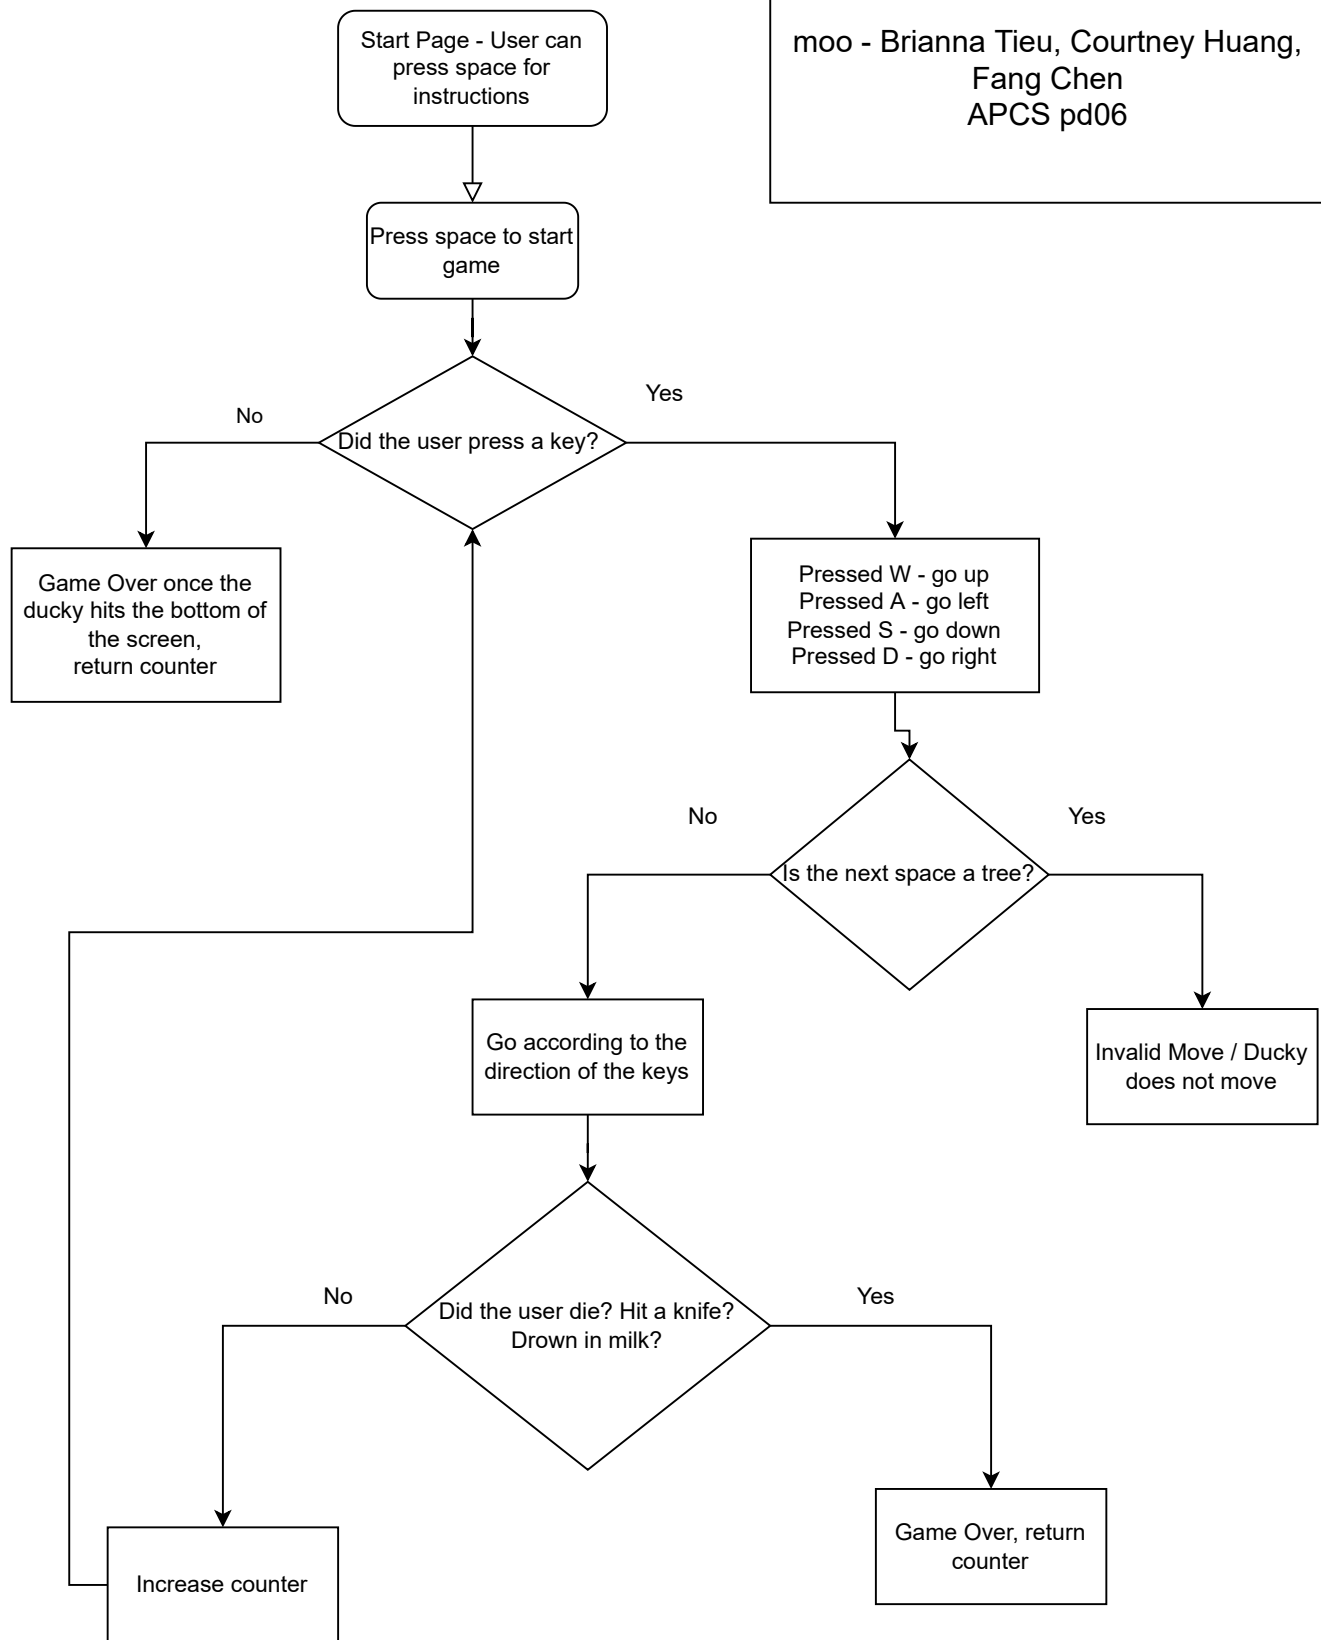 Start Page - User can
press space for
instructions
moo - Brianna Tieu, Courtney Huang,
Fang Chen
APCS pd06
Press space to start
game
No
Yes
Did the user press a key?
Game Over once the
ducky hits the bottom of
the screen,
return counter
Pressed W - go up
Pressed A - go left
Pressed S - go down
Pressed D - go right
No
Yes
Is the next space a tree?
Go according to the
direction of the keys
Invalid Move / Ducky
does not move
No
Yes
Did the user die? Hit a knife?
Drown in milk?
Game Over, return
counter
Increase counter